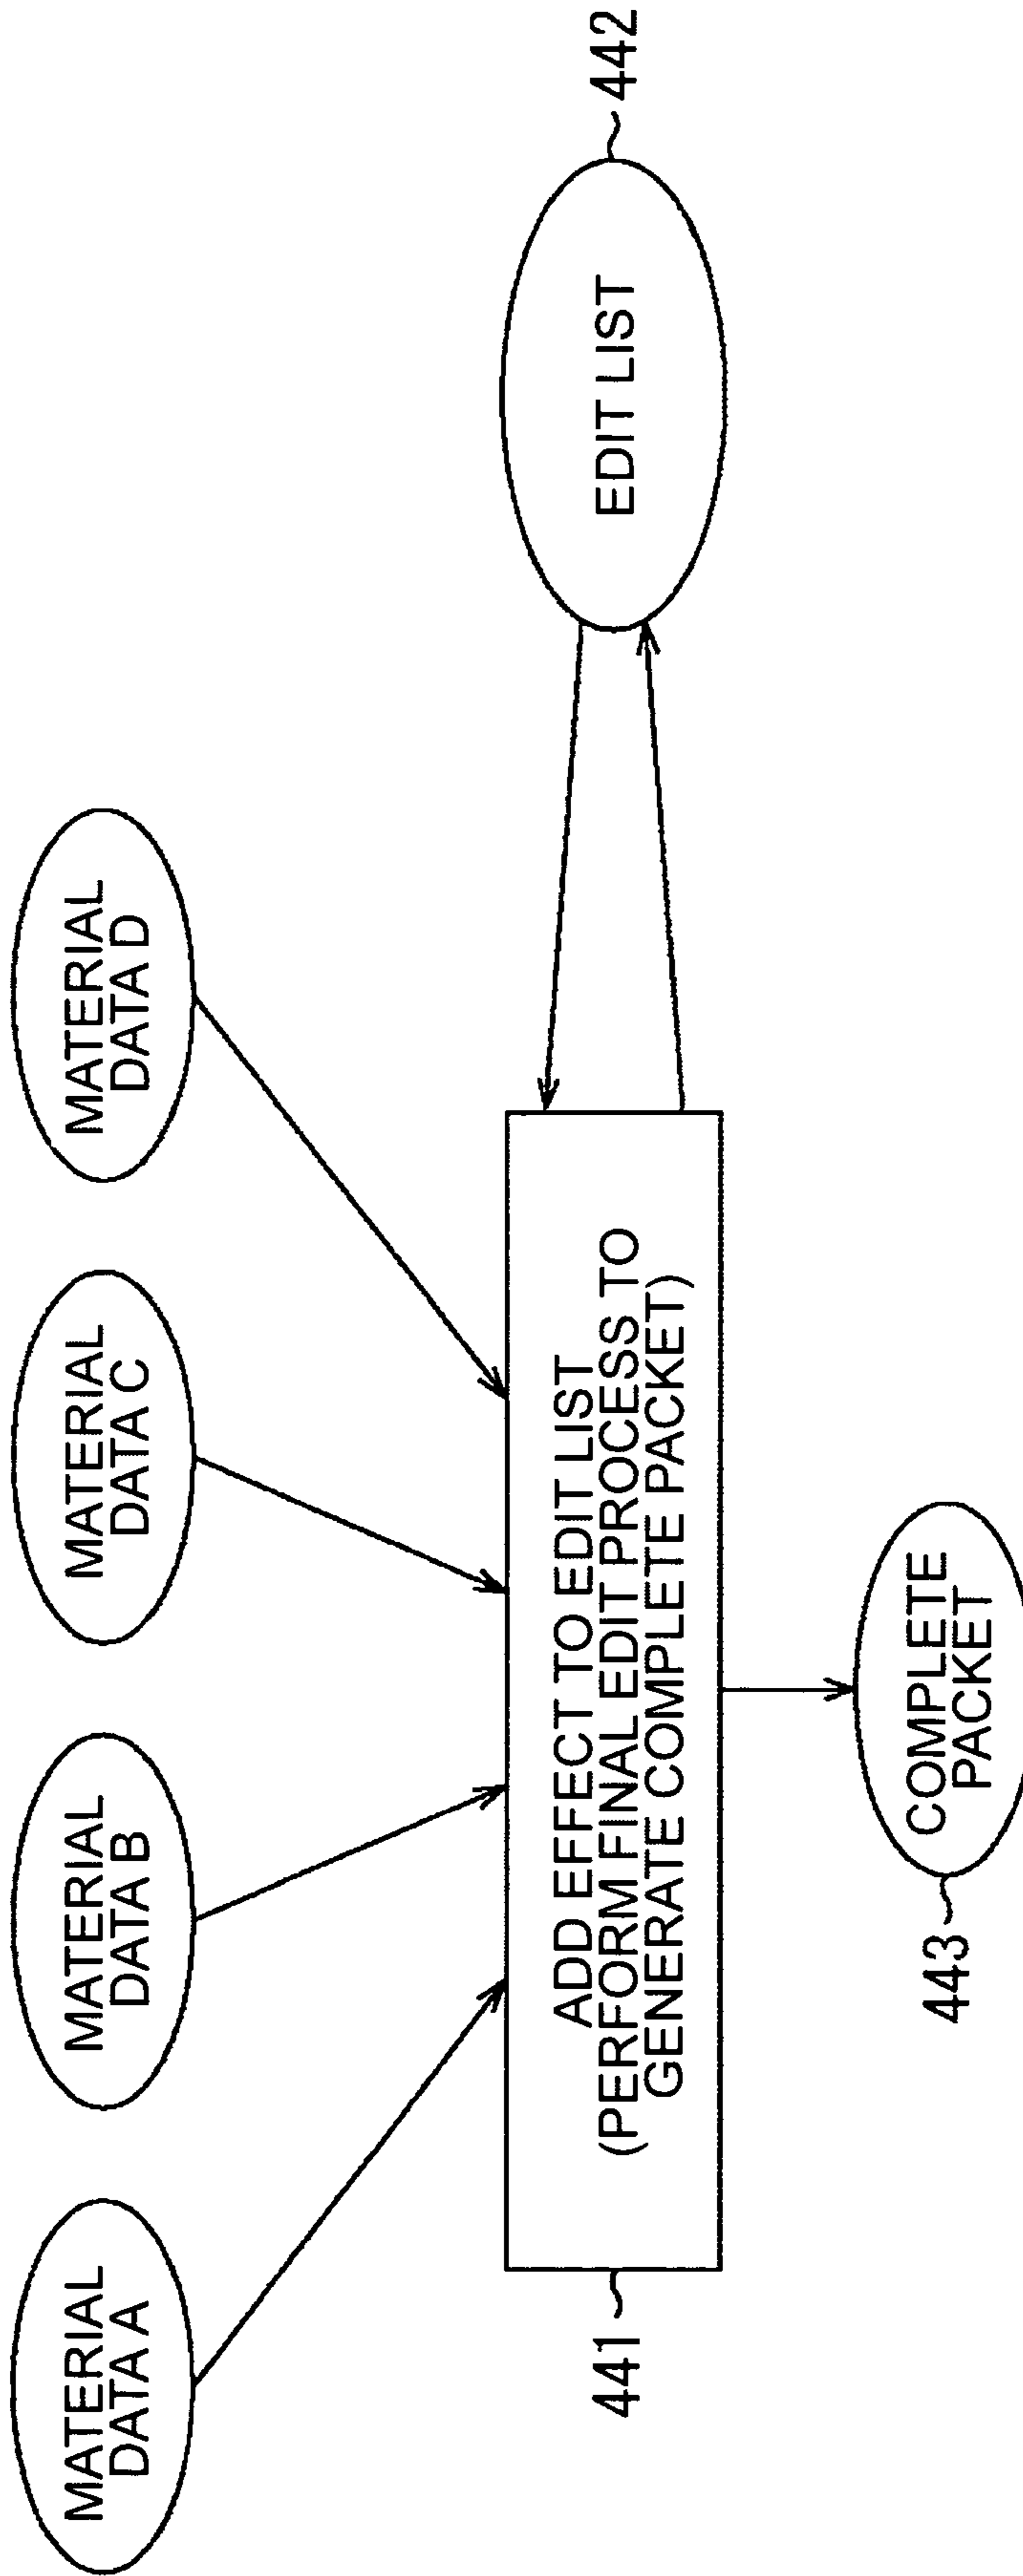 MATERIAL
DATA A
MATERIAL
DATA B
MATERIAL
DATA C
MATERIAL
DATA D
441
ADD EFFECT TO EDIT LIST
(PERFORM FINAL EDIT PROCESS TO
GENERATE COMPLETE PACKET)
EDIT LIST
442
443
COMPLETE
PACKET